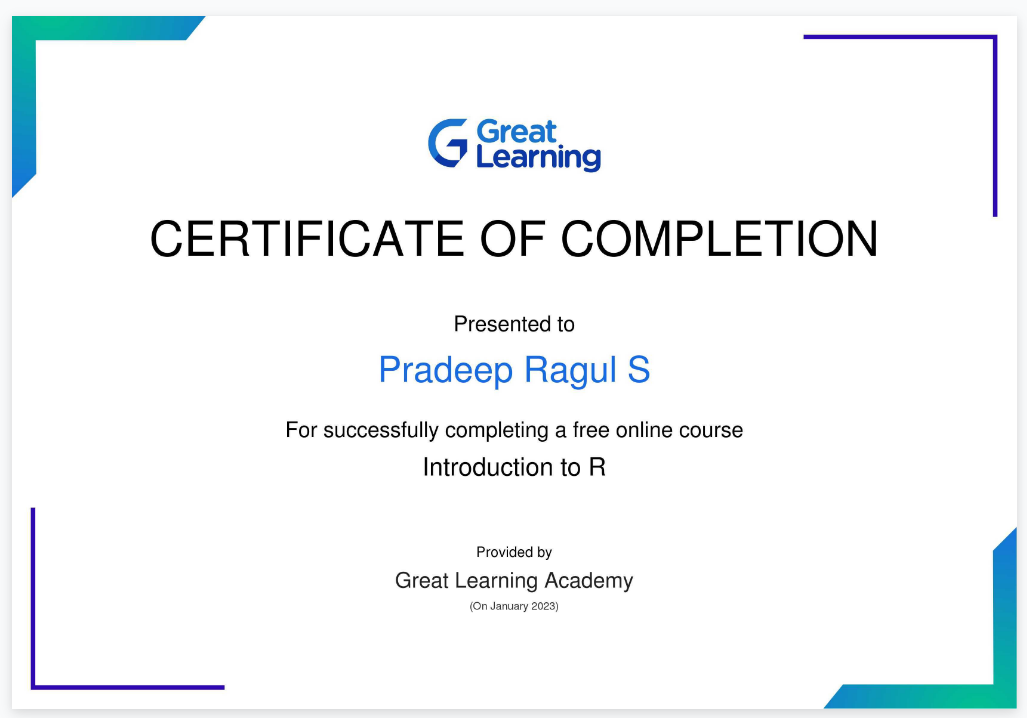 Great
Learning
CERTIFICATE OF COMPLETION
Presented to
Pradeep Ragul S
For successfully completing a free online course
Introduction to R
Provided by
Great Learning Academy
(On January 2023)